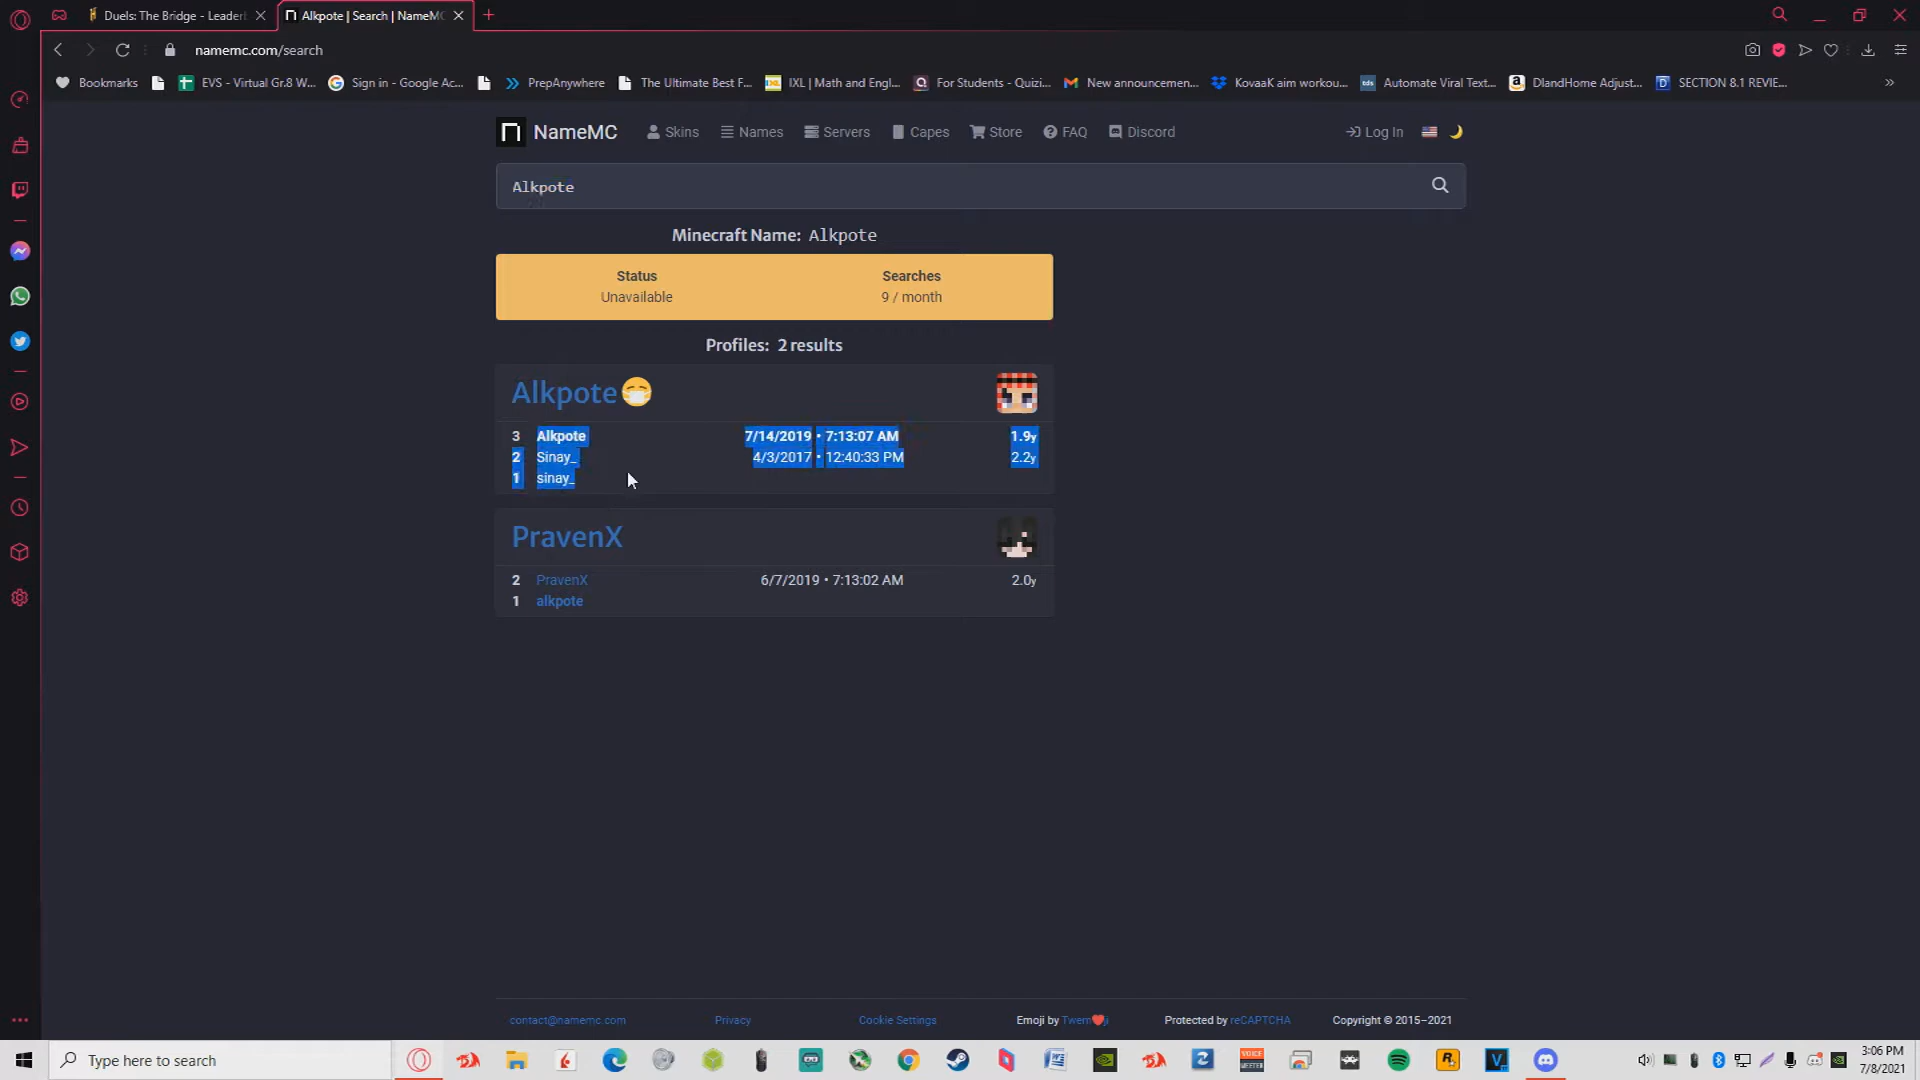 Duels: The Bridge - Leader
Alkpote | Search | NameMC
namemc.com/search
Bookmarks
EVS - Virtual Gr.8 W...
Sign in - Google Ac...
PrepAnywhere
The Ultimate Best F...
IXL | Math and Engl...
For Students - Quizi...
New announcemen...
KovaaK aim workou...
Automate Viral Text...
DlandHome Adjust...
SECTION 8.1 REVIE...
NameMC Skins Names Servers Capes Store FAQ Discord Log In
Alkpote
Minecraft Name: Alkpote
Status Searches
Unavailable 9 / month
Profiles: 2 results
Alkpote
3 Alkpote 7/14/2019 • 7:13:07 AM 1.9y
2 Sinay_ 4/3/2017 • 12:40:33 PM 2.2y
1 sinay_
PravenX
2 PravenX 6/7/2019 • 7:13:02 AM 2.0y
1 alkpote
contact@namemc.com Privacy Cookie Settings Emoji by Twemoji Protected by reCAPTCHA Copyright © 2015–2021
Type here to search
3:06 PM
7/8/2021